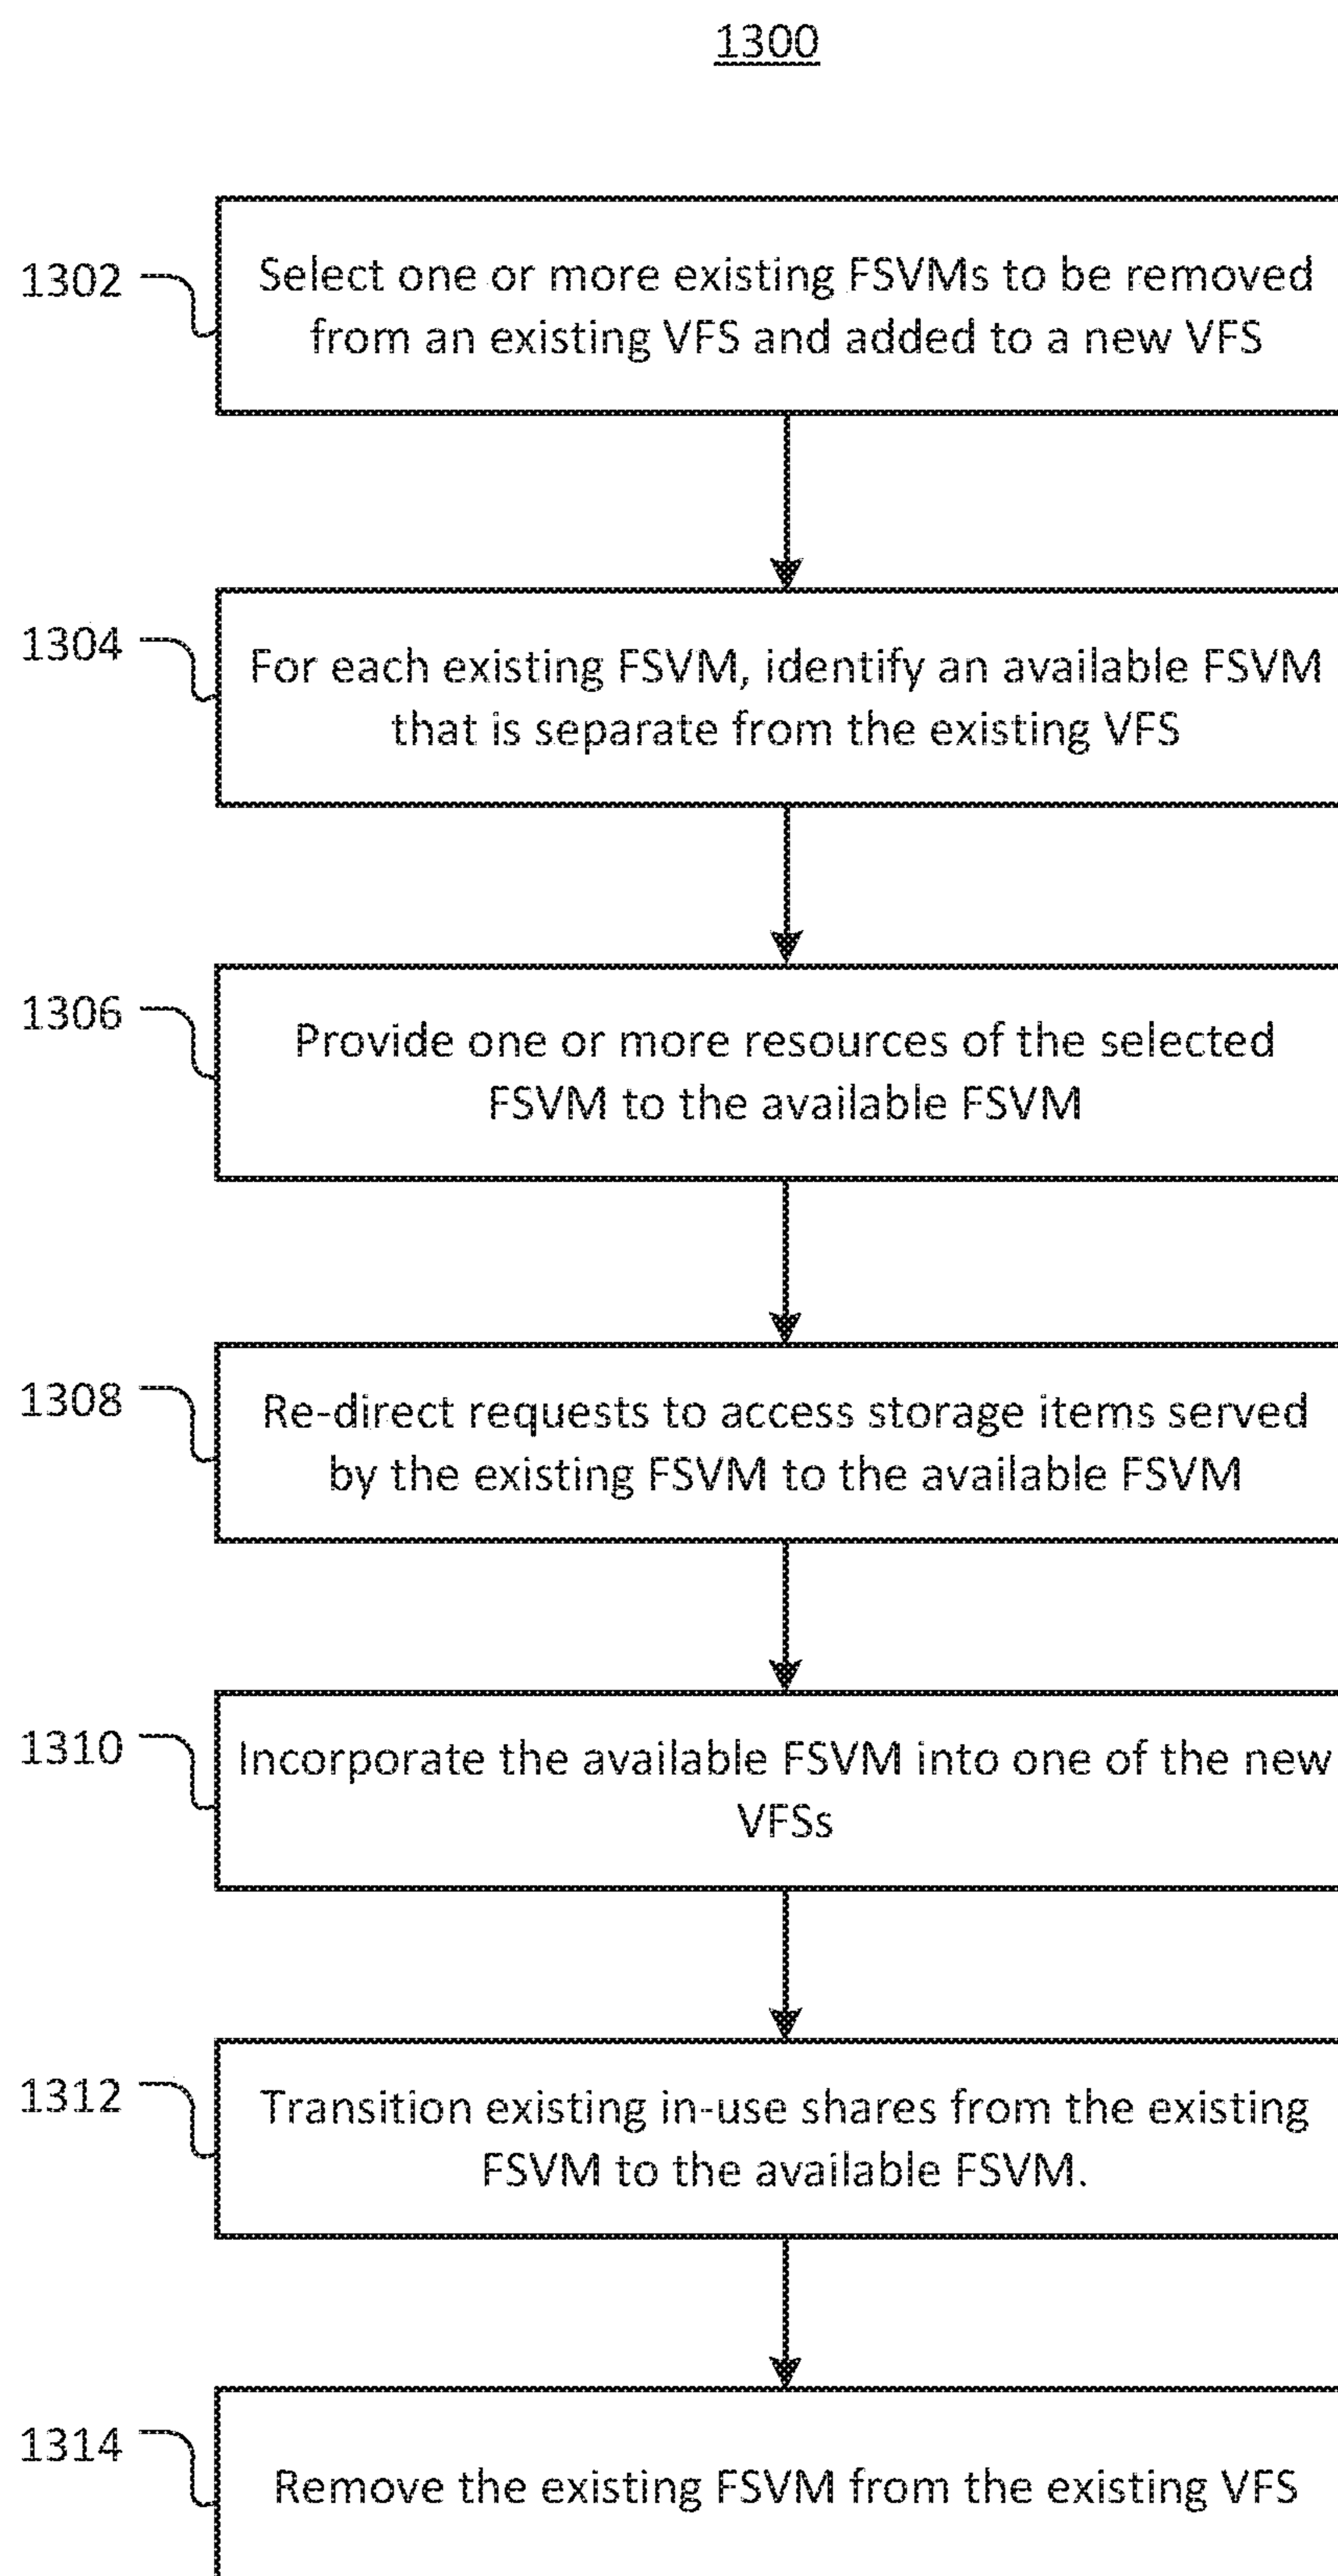 1300
1302
Select one or more existing FSVMs to be removed
from an existing VFS and added to a new VFS
1304
For each existing FSVM, identify an available FSVM
that is separate from the existing VFS
1306
Provide one or more resources of the selected
FSVM to the available FSVM
1308
Re-direct requests to access storage items served
by the existing FSVM to the available FSVM
1310
Incorporate the available FSVM into one of the new
VFSs
1312
Transition existing in-use shares from the existing
FSVM to the available FSVM.
1314
Remove the existing FSVM from the existing VFS